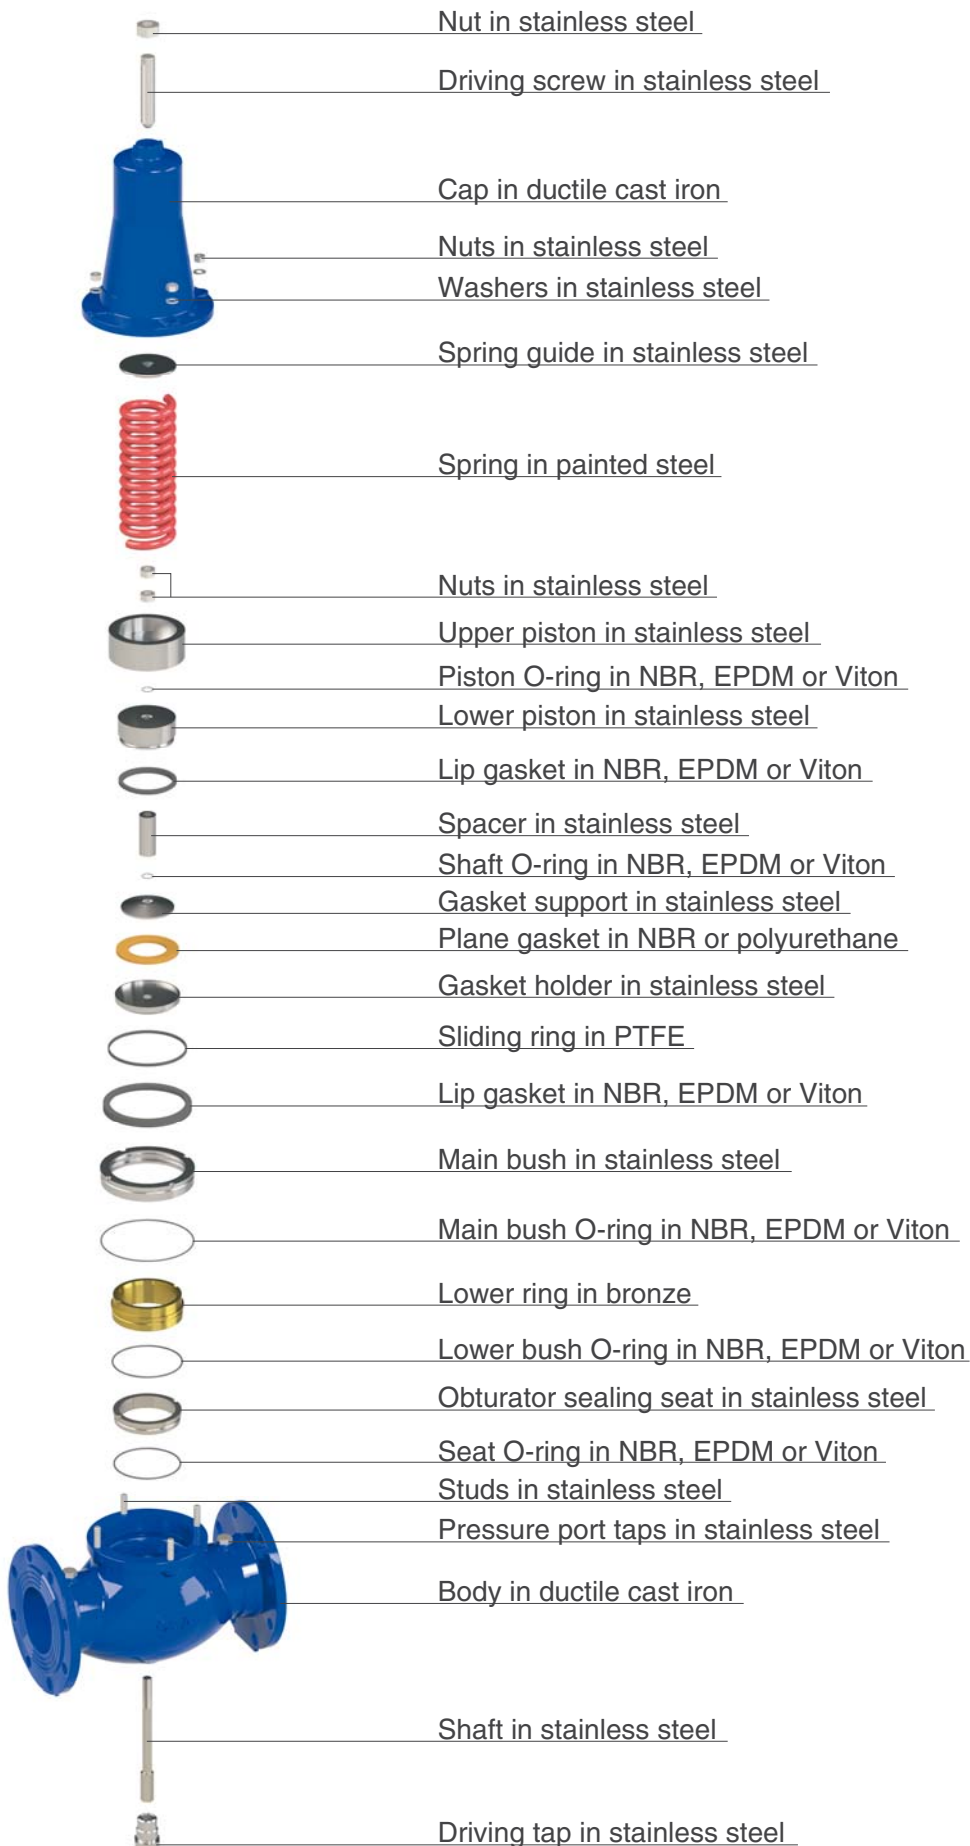 Nut in stainless steel
Driving screw in stainless steel
Cap in ductile cast iron
Nuts in stainless steel
Washers in stainless steel
Spring guide in stainless steel
Spring in painted steel
Nuts in stainless steel
Upper piston in stainless steel
Piston O-ring in NBR, EPDM or Viton
Lower piston in stainless steel
Lip gasket in NBR, EPDM or Viton
Spacer in stainless steel
Shaft O-ring in NBR, EPDM or Viton
Gasket support in stainless steel
Plane gasket in NBR or polyurethane
Gasket holder in stainless steel
Sliding ring in PTFE
Lip gasket in NBR, EPDM or Viton
Main bush in stainless steel
Main bush O-ring in NBR, EPDM or Viton
Lower ring in bronze
Lower bush O-ring in NBR, EPDM or Viton
Obturator sealing seat in stainless steel
Seat O-ring in NBR, EPDM or Viton
Studs in stainless steel
Pressure port taps in stainless steel
Body in ductile cast iron
Shaft in stainless steel
Driving tap in stainless steel